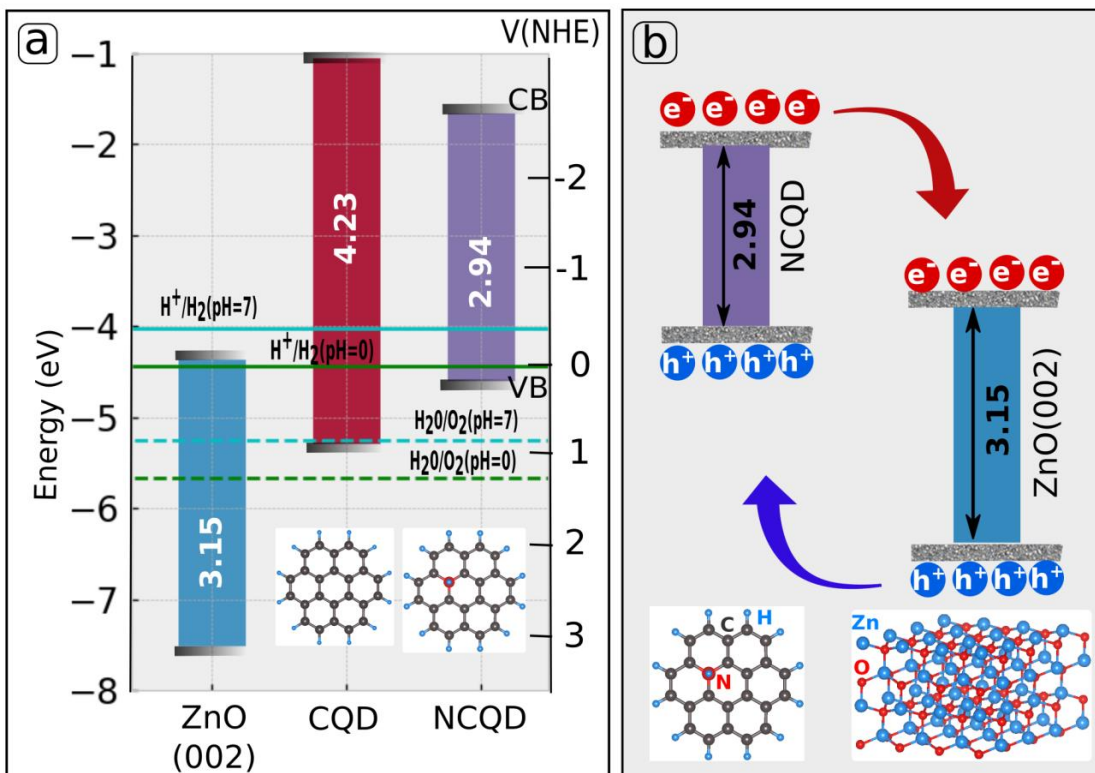 a
V(NHE)
−1
−2
−3
−4
−5
−6
−7
−8
Energy (eV)
CB
-2
-1
0
VB
1
2
3
4.23
2.94
3.15
H⁺/H₂(pH=7)
H⁺/H₂(pH=0)
H₂0/O₂(pH=7)
H₂0/O₂(pH=0)
ZnO
(002)
CQD
NCQD
b
e⁻ e⁻ e⁻ e⁻
2.94
NCQD
h⁺ h⁺ h⁺ h⁺
e⁻ e⁻ e⁻ e⁻
3.15
ZnO(002)
h⁺ h⁺ h⁺ h⁺
C H
N
Zn
O